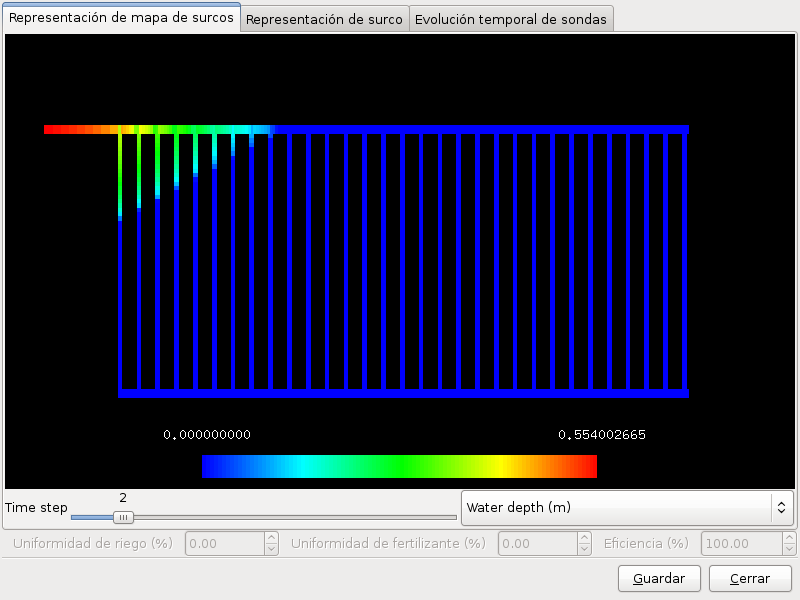 Representación de mapa de surcos
Representación de surco
Evolución temporal de sondas
0.000000000
0.554002665
Time step
2
Water depth (m)
Uniformidad de riego (%)
0.00
Uniformidad de fertilizante (%)
0.00
Eficiencia (%)
100.00
Guardar
Cerrar